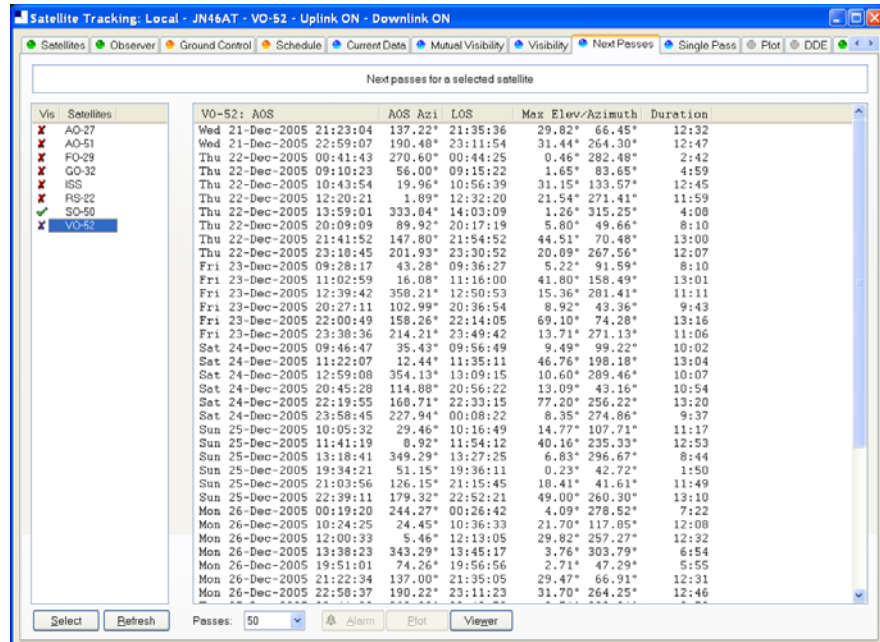 Satellite Tracking: Local - JN46AT - VO-52 - Uplink ON - Downlink ON
Satellites Observer Ground Control Schedule Current Data Mutual Visibility Visibility Next Passes Single Pass Plot DDE
Next passes for a selected satellite
Vis Satellites
AO-27
AO-51
FO-29
GO-32
ISS
RS-22
SO-50
VO-52
VO-52: AOS AOS Azi LOS Max Elev/Azimuth Duration
Wed 21-Dec-2005 21:23:04 137.22° 21:35:36 29.82° 66.45° 12:32
Wed 21-Dec-2005 22:59:07 190.48° 23:11:54 31.44° 264.30° 12:47
Thu 22-Dec-2005 00:41:43 270.60° 00:44:25 0.46° 282.48° 2:42
Thu 22-Dec-2005 09:10:23 56.00° 09:15:22 1.65° 83.65° 4:59
Thu 22-Dec-2005 10:43:54 19.96° 10:56:39 31.15° 133.57° 12:45
Thu 22-Dec-2005 12:20:21 1.89° 12:32:20 21.54° 271.41° 11:59
Thu 22-Dec-2005 13:59:01 333.84° 14:03:09 1.26° 315.25° 4:08
Thu 22-Dec-2005 20:09:09 89.92° 20:17:19 5.80° 49.66° 8:10
Thu 22-Dec-2005 21:41:52 147.80° 21:54:52 44.51° 70.48° 13:00
Thu 22-Dec-2005 23:18:45 201.93° 23:30:52 20.89° 267.56° 12:07
Fri 23-Dec-2005 09:28:17 43.28° 09:36:27 5.22° 91.59° 8:10
Fri 23-Dec-2005 11:02:59 16.08° 11:16:00 41.80° 158.49° 13:01
Fri 23-Dec-2005 12:39:42 358.21° 12:50:53 15.36° 281.41° 11:11
Fri 23-Dec-2005 20:27:11 102.99° 20:36:54 8.92° 43.36° 9:43
Fri 23-Dec-2005 22:00:49 158.26° 22:14:05 69.10° 74.28° 13:16
Fri 23-Dec-2005 23:38:36 214.21° 23:49:42 13.71° 271.13° 11:06
Sat 24-Dec-2005 09:46:47 35.43° 09:56:49 9.49° 99.22° 10:02
Sat 24-Dec-2005 11:22:07 12.44° 11:35:11 46.76° 198.18° 13:04
Sat 24-Dec-2005 12:59:08 354.13° 13:09:15 10.60° 289.46° 10:07
Sat 24-Dec-2005 20:45:28 114.88° 20:56:22 13.09° 43.16° 10:54
Sat 24-Dec-2005 22:19:55 168.71° 22:33:15 77.20° 256.22° 13:20
Sat 24-Dec-2005 23:58:45 227.94° 00:08:22 8.35° 274.86° 9:37
Sun 25-Dec-2005 10:05:32 29.46° 10:16:49 14.77° 107.71° 11:17
Sun 25-Dec-2005 11:41:19 8.92° 11:54:12 40.16° 235.33° 12:53
Sun 25-Dec-2005 13:18:41 349.29° 13:27:25 6.83° 296.67° 8:44
Sun 25-Dec-2005 19:34:21 51.15° 19:36:11 0.23° 42.72° 1:50
Sun 25-Dec-2005 21:03:56 126.15° 21:15:45 18.41° 41.61° 11:49
Sun 25-Dec-2005 22:39:11 179.32° 22:52:21 49.00° 260.30° 13:10
Mon 26-Dec-2005 00:19:20 244.27° 00:26:42 4.09° 278.52° 7:22
Mon 26-Dec-2005 10:24:25 24.45° 10:36:33 21.70° 117.85° 12:08
Mon 26-Dec-2005 12:00:33 5.46° 12:13:05 29.82° 257.27° 12:32
Mon 26-Dec-2005 13:38:23 343.29° 13:45:17 3.76° 303.79° 6:54
Mon 26-Dec-2005 19:51:01 74.26° 19:56:56 2.71° 47.29° 5:55
Mon 26-Dec-2005 21:22:34 137.00° 21:35:05 29.47° 66.91° 12:31
Mon 26-Dec-2005 22:58:37 190.22° 23:11:23 31.70° 264.25° 12:46
Select Refresh Passes: 50 Alarm Plot Viewer